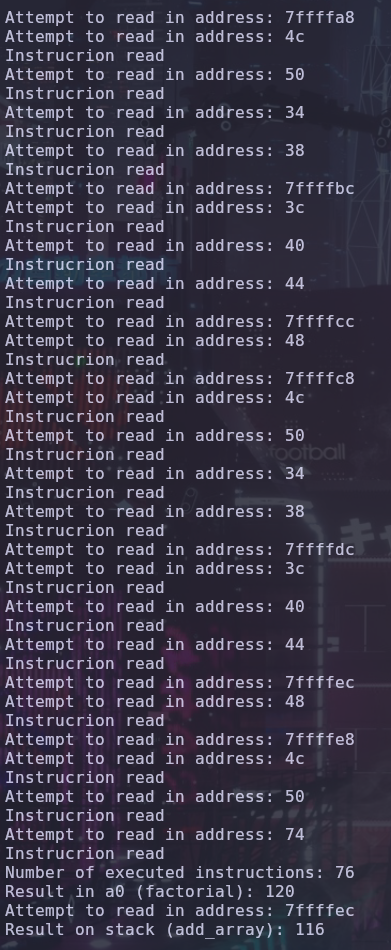 Attempt to read in address: 7ffffa8
Attempt to read in address: 4c
Instrucrion read
Attempt to read in address: 50
Instrucrion read
Attempt to read in address: 34
Instrucrion read
Attempt to read in address: 38
Instrucrion read
Attempt to read in address: 7ffffbc
Attempt to read in address: 3c
Instrucrion read
Attempt to read in address: 40
Instrucrion read
Attempt to read in address: 44
Instrucrion read
Attempt to read in address: 7ffffcc
Attempt to read in address: 48
Instrucrion read
Attempt to read in address: 7ffffc8
Attempt to read in address: 4c
Instrucrion read
Attempt to read in address: 50
Instrucrion read
football
Attempt to read in address: 34
Instrucrion read
Attempt to read in address: 38
Instrucrion read
キ
Attempt to read in address: 7ffffdc
Attempt to read in address: 3c
Instrucrion read
Attempt to read in address: 40
Instrucrion read
Attempt to read in address: 44
Instrucrion read
Attempt to read in address: 7ffffec
Attempt to read in address: 48
Instrucrion read
Attempt to read in address: 7ffffe8
Attempt to read in address: 4c
Instrucrion read
Attempt to read in address: 50
Instrucrion read
Attempt to read in address: 74
Instrucrion read
Number of executed instructions: 76
Result in a0 (factorial): 120
Attempt to read in address: 7ffffec
Result on stack (add_array): 116